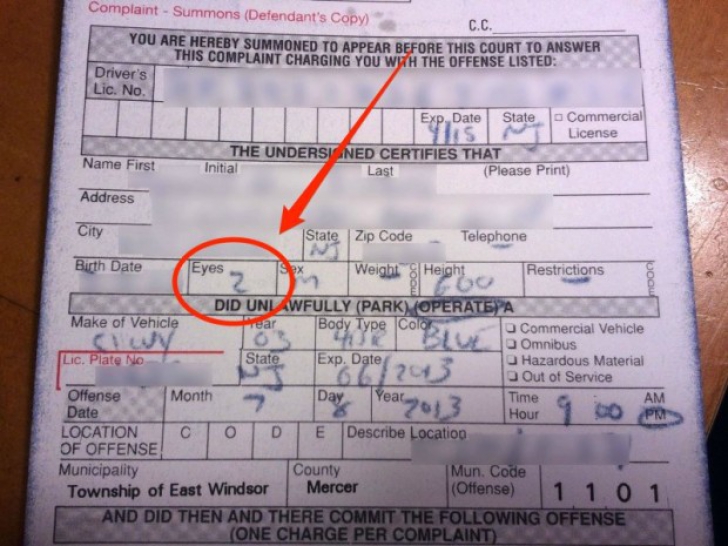 Complaint - Summons (Defendant's Copy)
C.C.
YOU ARE HEREBY SUMMONED TO APPEAR BEFORE THIS COURT TO ANSWER
THIS COMPLAINT CHARGING YOU WITH THE OFFENSE LISTED:
Driver's
Lic. No.
Exp. Date State □ Commercial
4/15 NJ License
THE UNDERSIGNED CERTIFIES THAT
Name First Initial Last (Please Print)
Address
City State Zip Code Telephone
NJ
Birth Date Eyes Sex Weight CODE Height Restrictions CODE
2 M 600
DID UNLAWFULLY (PARK) (OPERATE) A
Make of Vehicle Year Body Type Color □ Commercial Vehicle
03 BLUE □ Omnibus
Lic. Plate No State Exp. Date □ Hazardous Material
NJ 06/2013 □ Out of Service
Offense Month Day Year Time AM
Date 7 8 2013 Hour 9 00 PM
LOCATION C O D E Describe Location
OF OFFENSE
Municipality County Mun. Code
Township of East Windsor Mercer (Offense) 1 1 0 1
AND DID THEN AND THERE COMMIT THE FOLLOWING OFFENSE
(ONE CHARGE PER COMPLAINT)